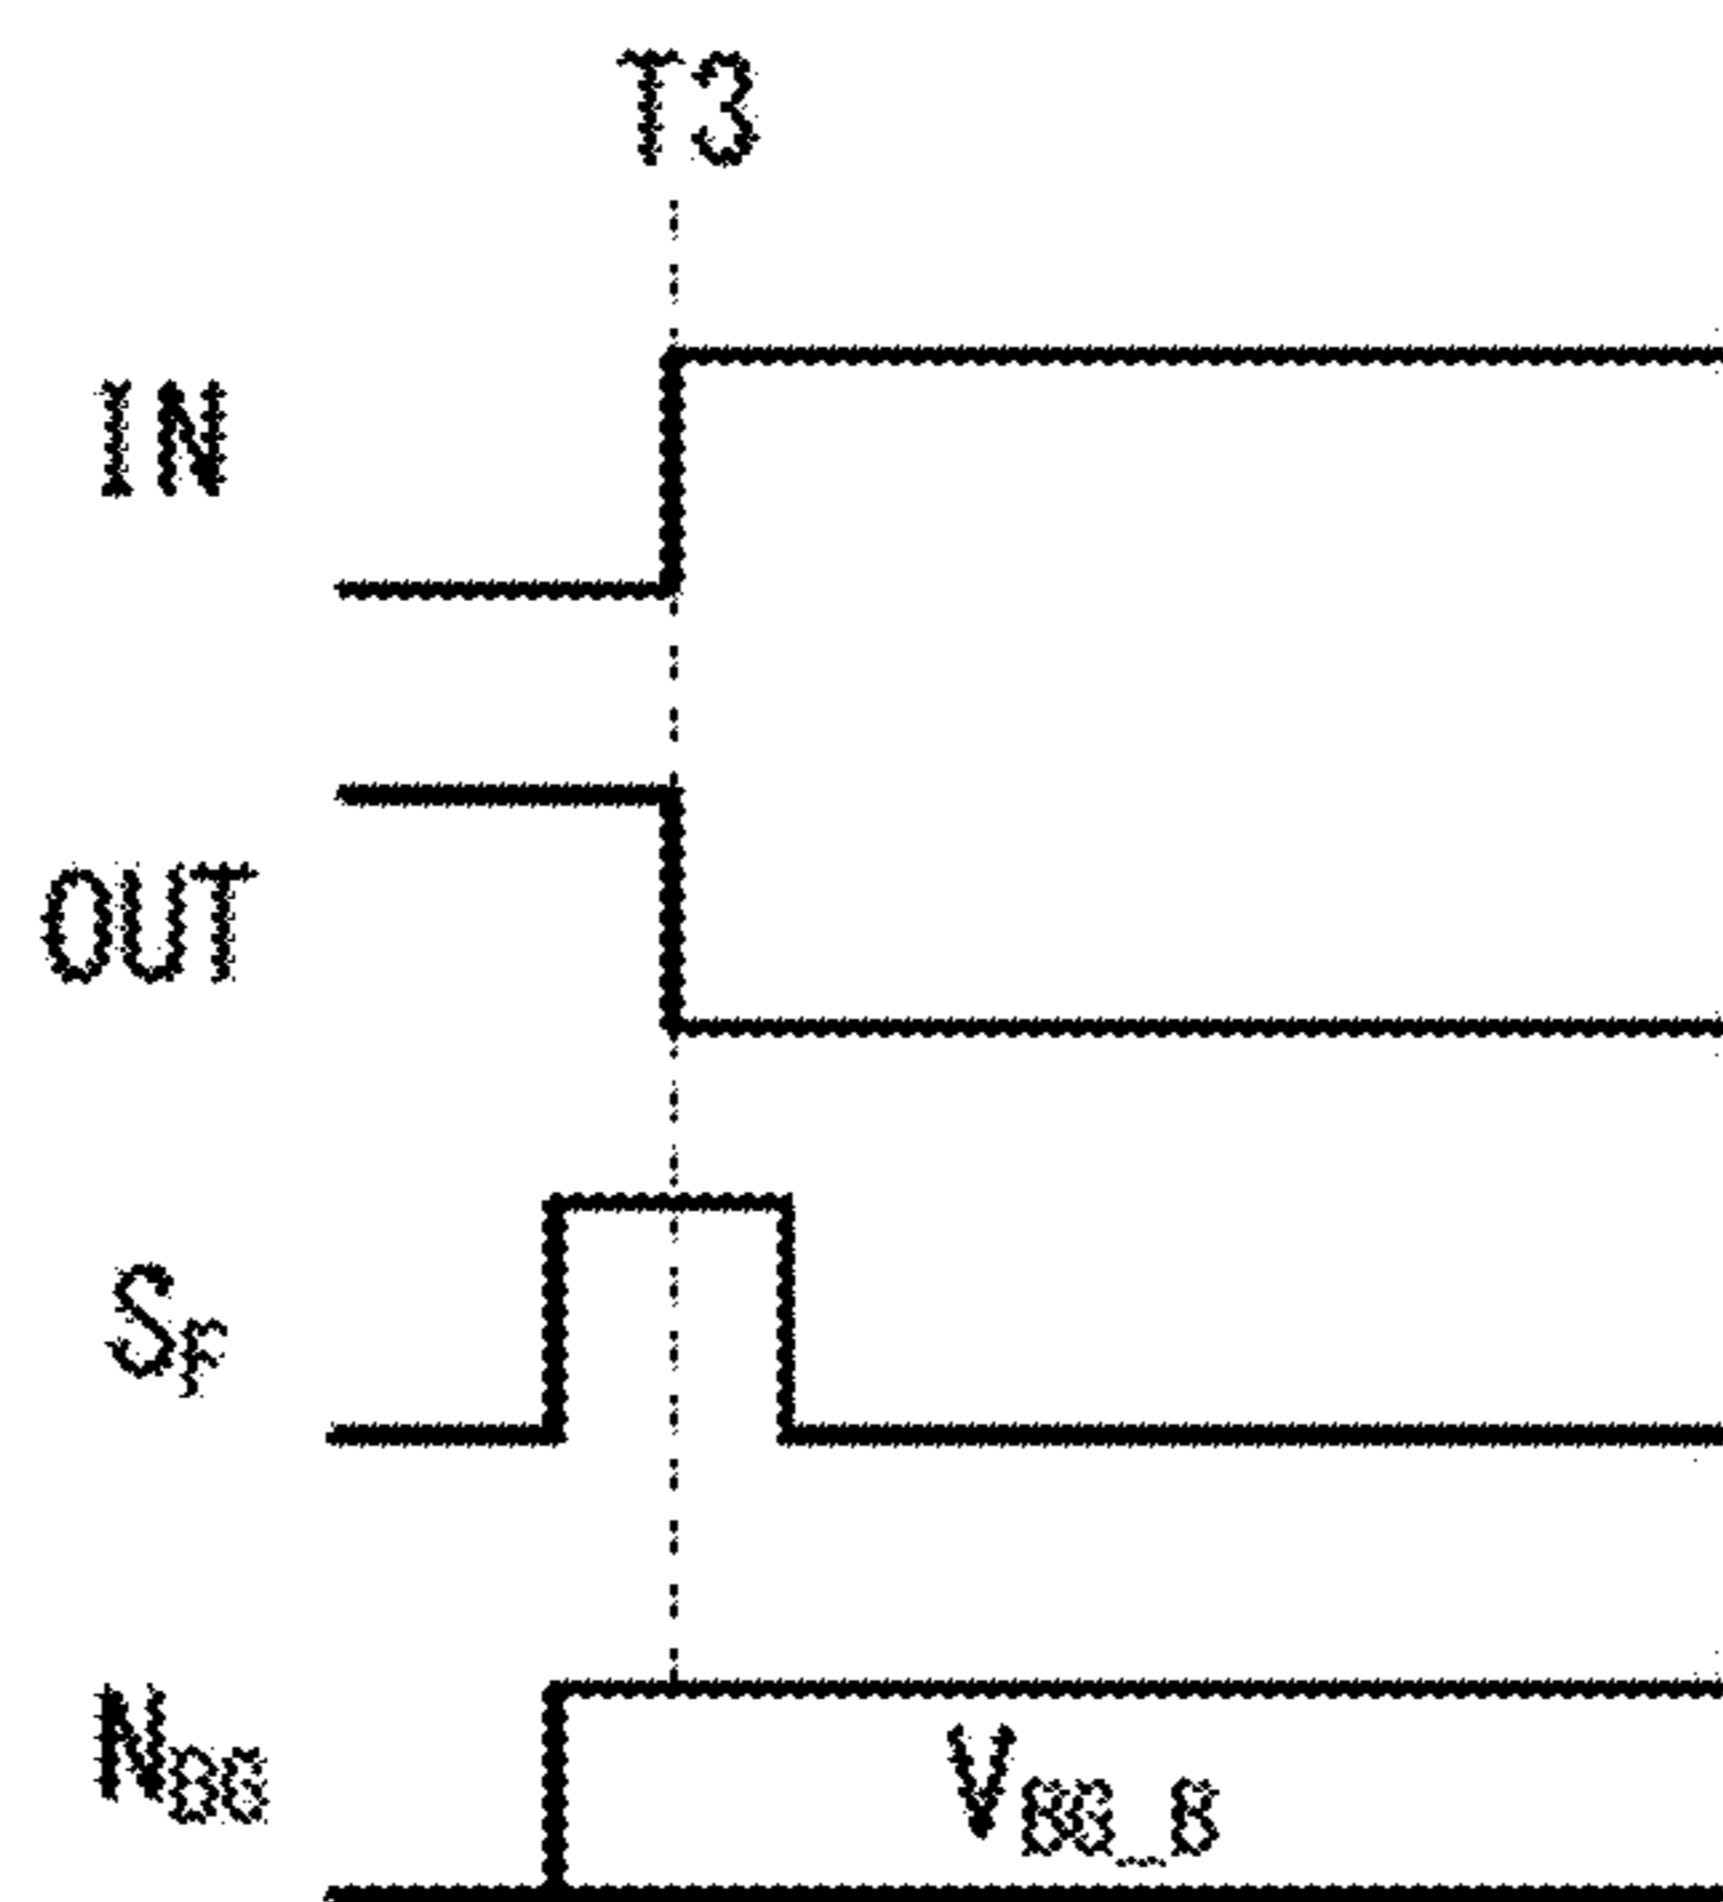 T3
IN
OUT
SF
NBG
VBG_B